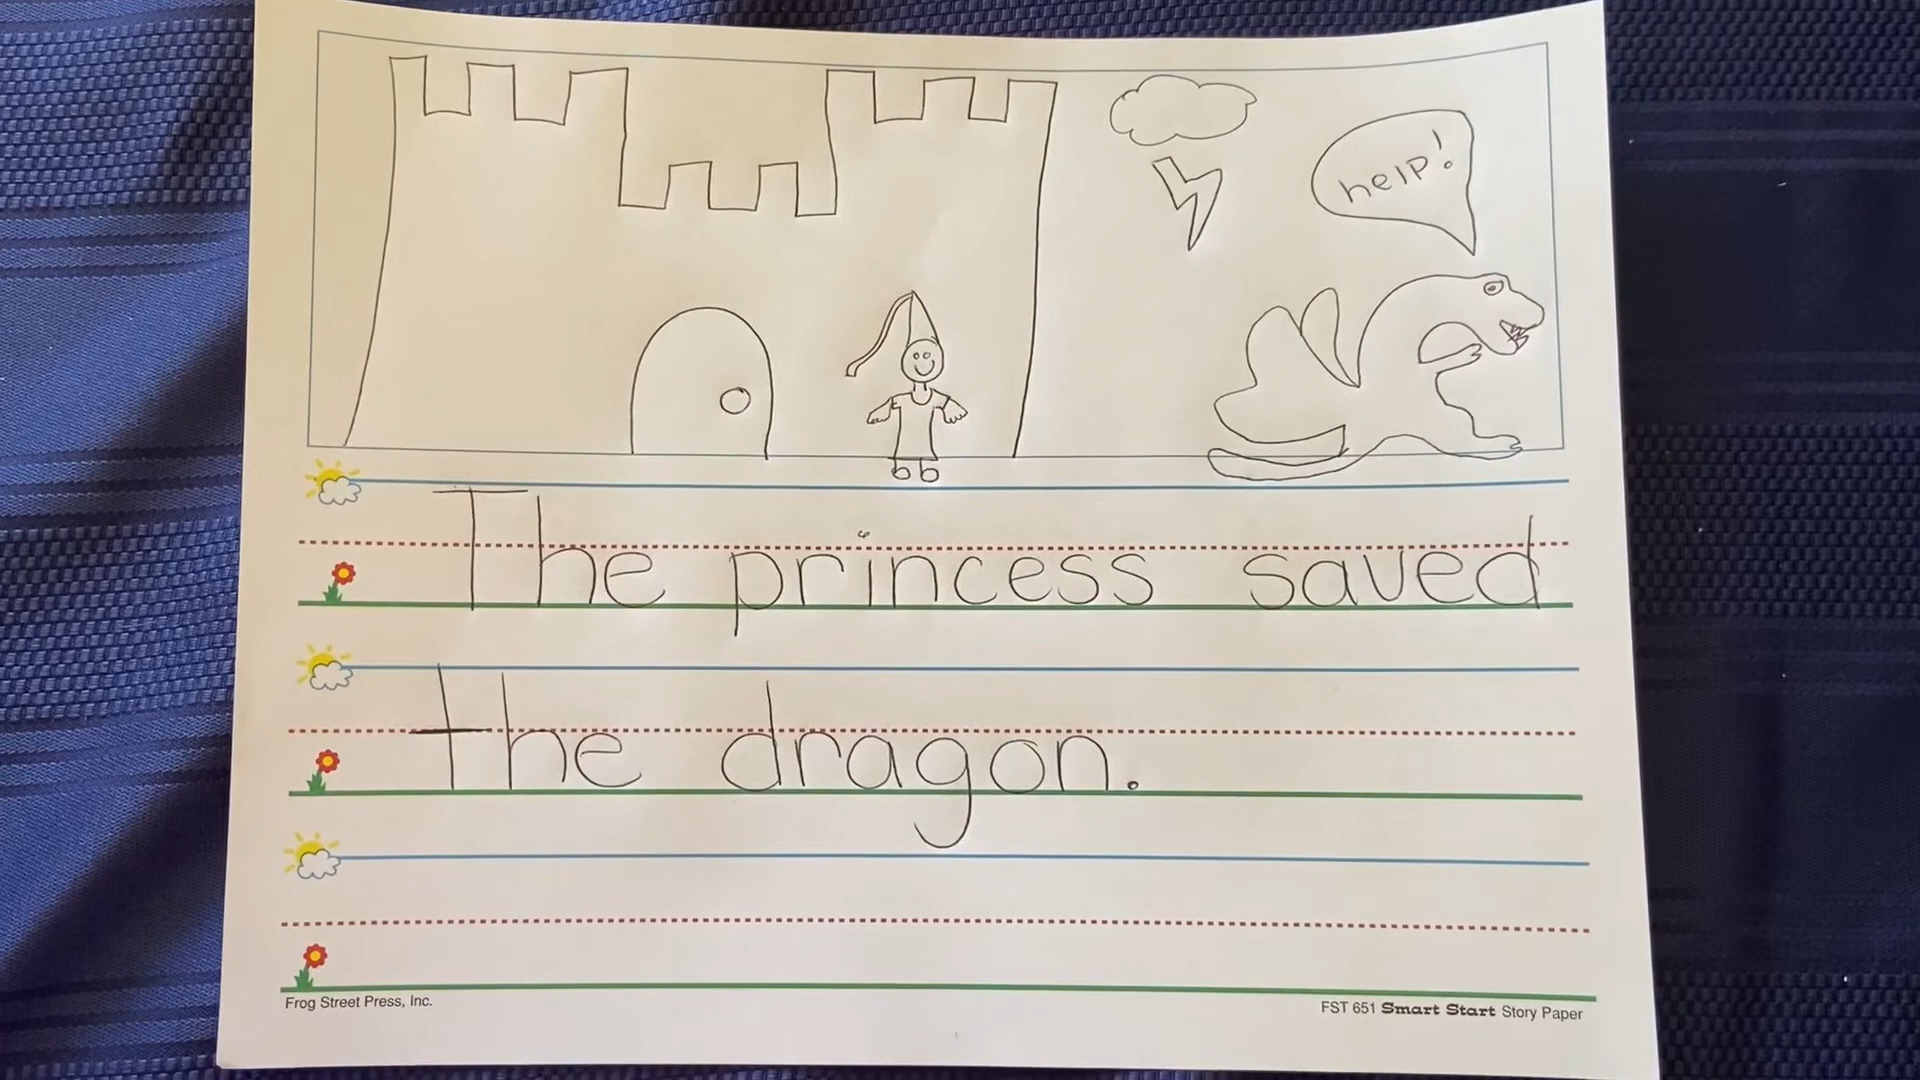 help!
The princess saved
the dragon.
Frog Street Press, Inc.
FST 651 Smart Start Story Paper